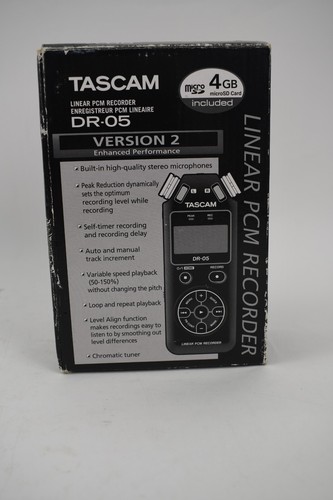 TASCAM
LINEAR PCM RECORDER
ENREGISTREUR PCM LINEAIRE
DR-05
VERSION 2
Enhanced Performance
micro SD
4GB
microSD Card
included
Built-in high-quality stereo microphones
Peak Reduction dynamically
sets the optimum
recording level while
recording
Self-timer recording
and recording delay
Auto and manual
track increment
Variable speed playback
(50-150%)
without changing the pitch
Loop and repeat playback
Level Align function
makes recordings easy to
listen to by smoothing out
level differences
Chromatic tuner
L R
TASCAM
PEAK
DR-05
RECORD
LINEAR PCM RECORDER
LINEAR PCM RECORDER